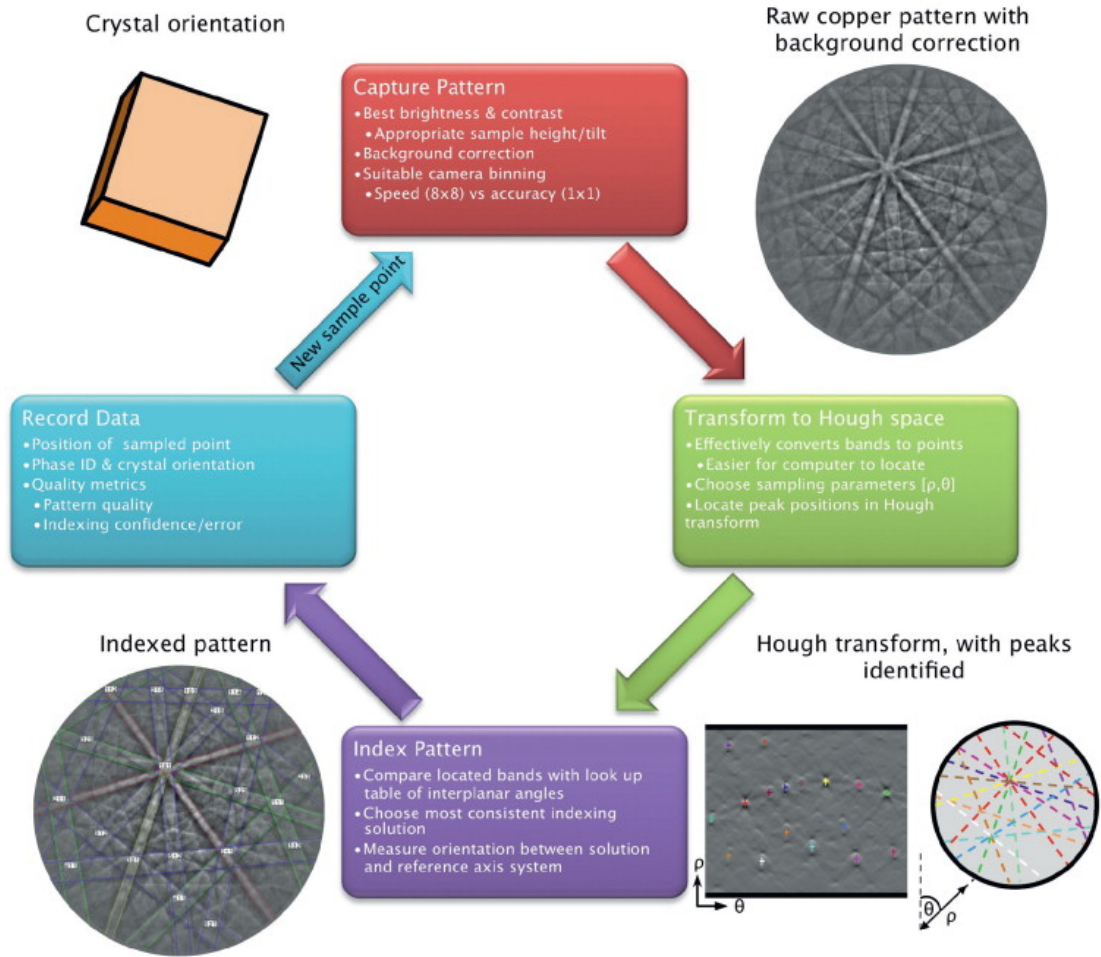 Crystal orientation
Raw copper pattern with
background correction
Capture Pattern
•Best brightness & contrast
•Appropriate sample height/tilt
•Background correction
•Suitable camera binning
•Speed (8x8) vs accuracy (1x1)
New sample point
Record Data
•Position of sampled point
•Phase ID & crystal orientation
•Quality metrics
•Pattern quality
•Indexing confidence/error
Transform to Hough space
•Effectively converts bands to points
•Easier for computer to locate
•Choose sampling parameters [ρ,θ]
•Locate peak positions in Hough
transform
Indexed pattern
Index Pattern
•Compare located bands with look up
table of interplanar angles
•Choose most consistent indexing
solution
•Measure orientation between solution
and reference axis system
Hough transform, with peaks
identified
ρ
θ
θ
ρ